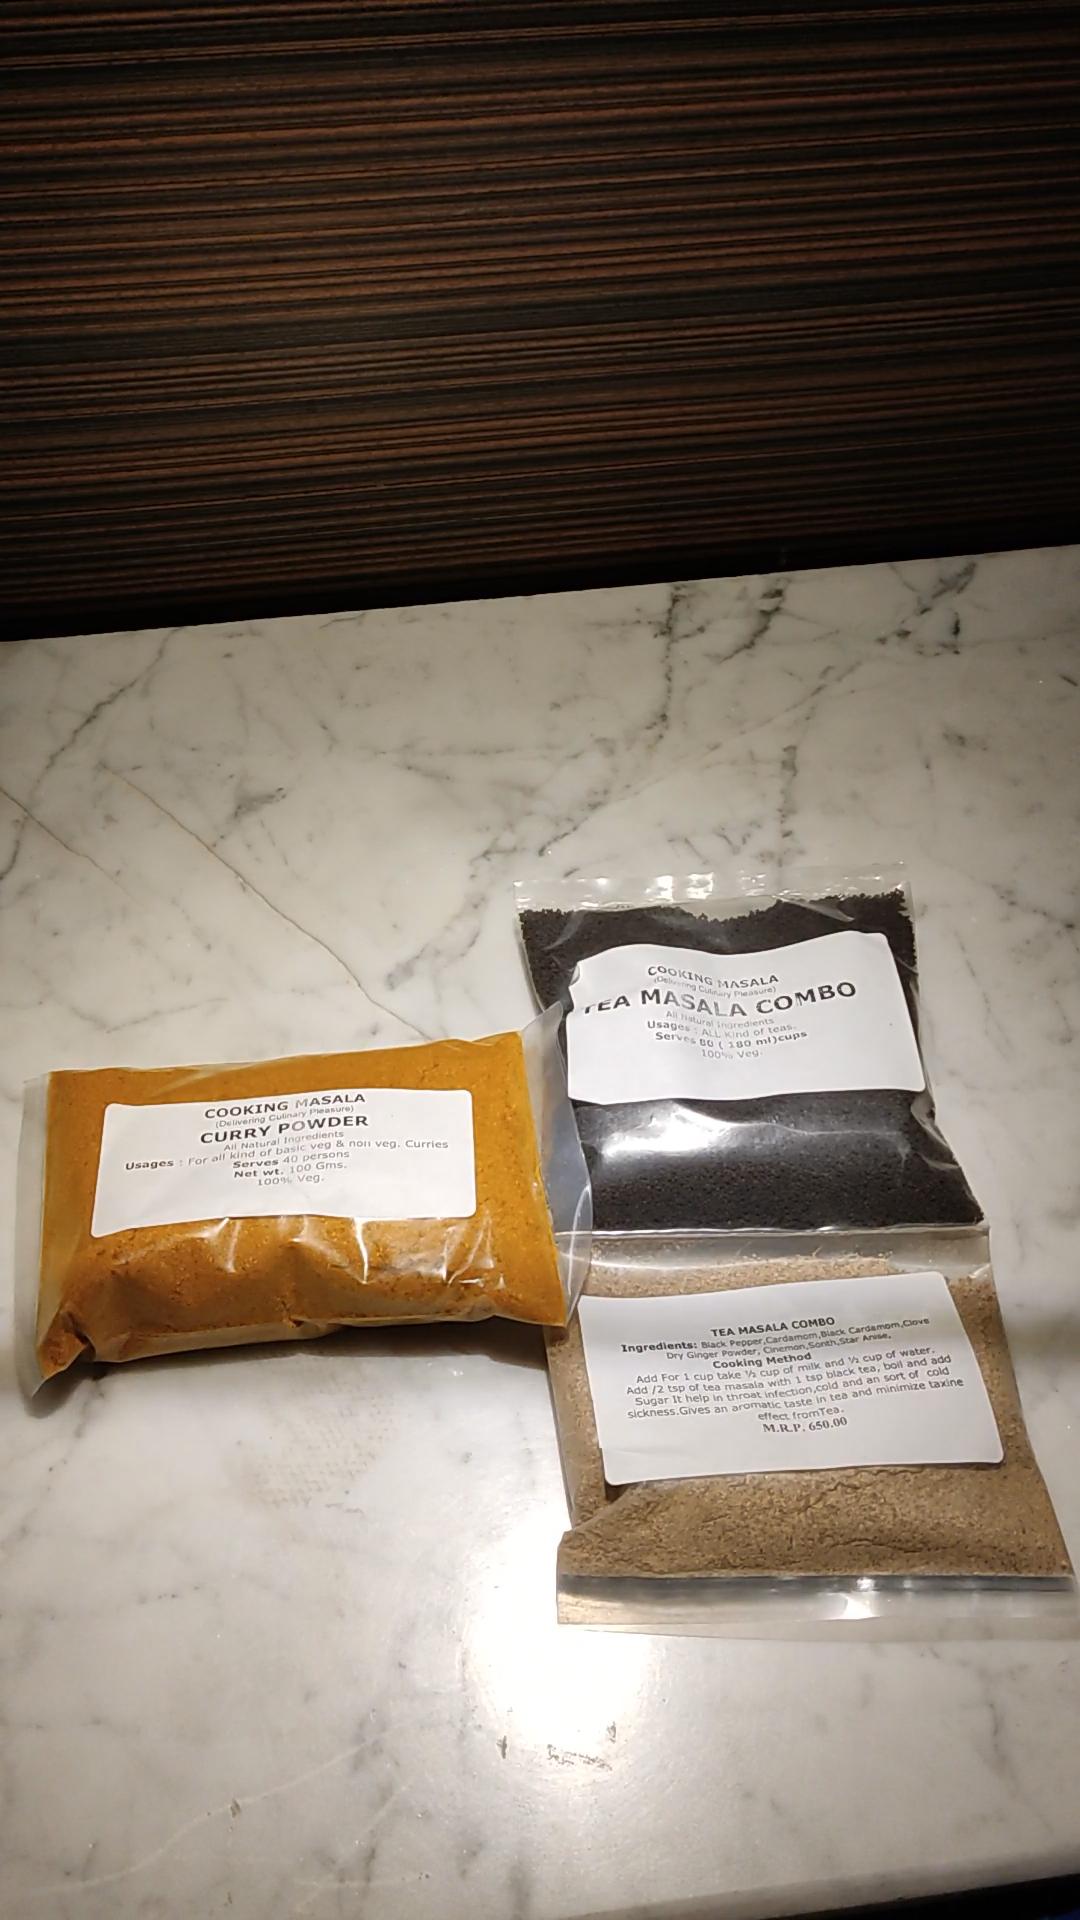 COOKING MASALA
(Delivering Culinary Pleasure)
TEA MASALA COMBO
All Natural Ingredients
Usages : ALL Kind of teas.
Serves 80 ( 180 ml)cups
100% Veg.
COOKING MASALA
(Delivering Culinary Pleasure)
CURRY POWDER
All Natural Ingredients
Usages : For all kind of basic veg & non veg. Curries
Serves 40 persons
Net wt. 100 Gms.
100% Veg.
TEA MASALA COMBO
Ingredients: Black Pepper,Cardamom,Black Cardamom,Clove
Dry Ginger Powder, Cinemon,Sonth,Star Anise,
Cooking Method
Add For 1 cup take ½ cup of milk and ½ cup of water.
Add /2 tsp of tea masala with 1 tsp black tea, boil and add
Sugar It help in throat infection,cold and an sort of cold
sickness.Gives an aromatic taste in tea and minimize taxine
effect fromTea.
M.R.P. 650.00